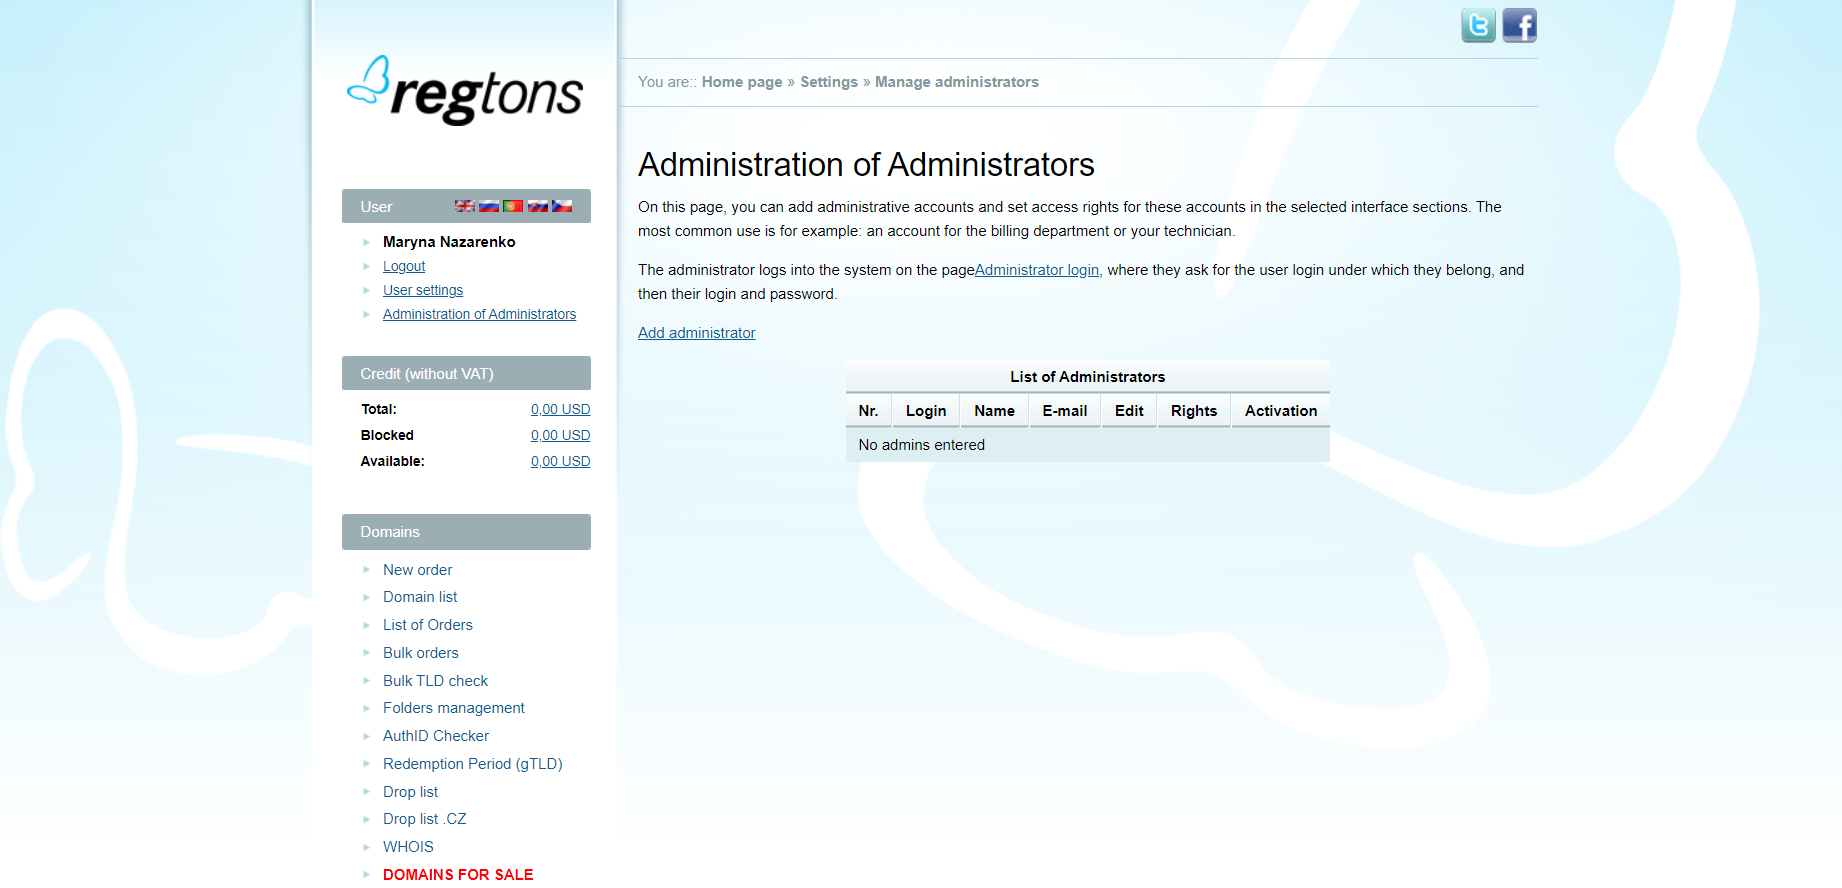 regtons
User
Maryna Nazarenko
Logout
User settings
Administration of Administrators
Credit (without VAT)
Total: 0,00 USD
Blocked 0,00 USD
Available: 0,00 USD
Domains
New order
Domain list
List of Orders
Bulk orders
Bulk TLD check
Folders management
AuthID Checker
Redemption Period (gTLD)
Drop list
Drop list .CZ
WHOIS
DOMAINS FOR SALE
You are:: Home page » Settings » Manage administrators
Administration of Administrators
On this page, you can add administrative accounts and set access rights for these accounts in the selected interface sections. The
most common use is for example: an account for the billing department or your technician.
The administrator logs into the system on the pageAdministrator login, where they ask for the user login under which they belong, and
then their login and password.
Add administrator
List of Administrators
Nr. Login Name E-mail Edit Rights Activation
No admins entered